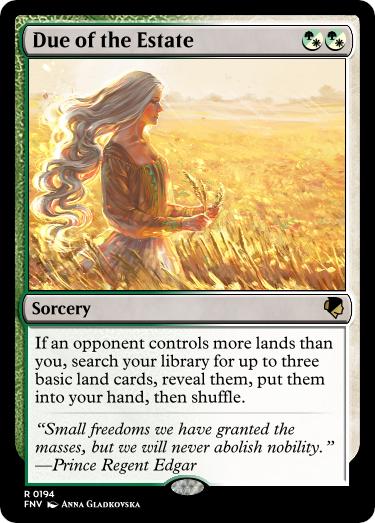 Due of the Estate
Sorcery
If an opponent controls more lands than
you, search your library for up to three
basic land cards, reveal them, put them
into your hand, then shuffle.
“Small freedoms we have granted the
masses, but we will never abolish nobility.”
—Prince Regent Edgar
R 0194
FNV Anna Gladkovska